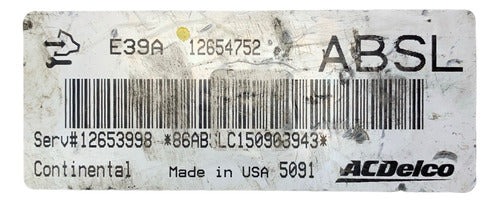 E39A 12654752 ABSL
Serv#12653998 *86AB LC150903943*
Continental Made in USA 5091 ACDelco